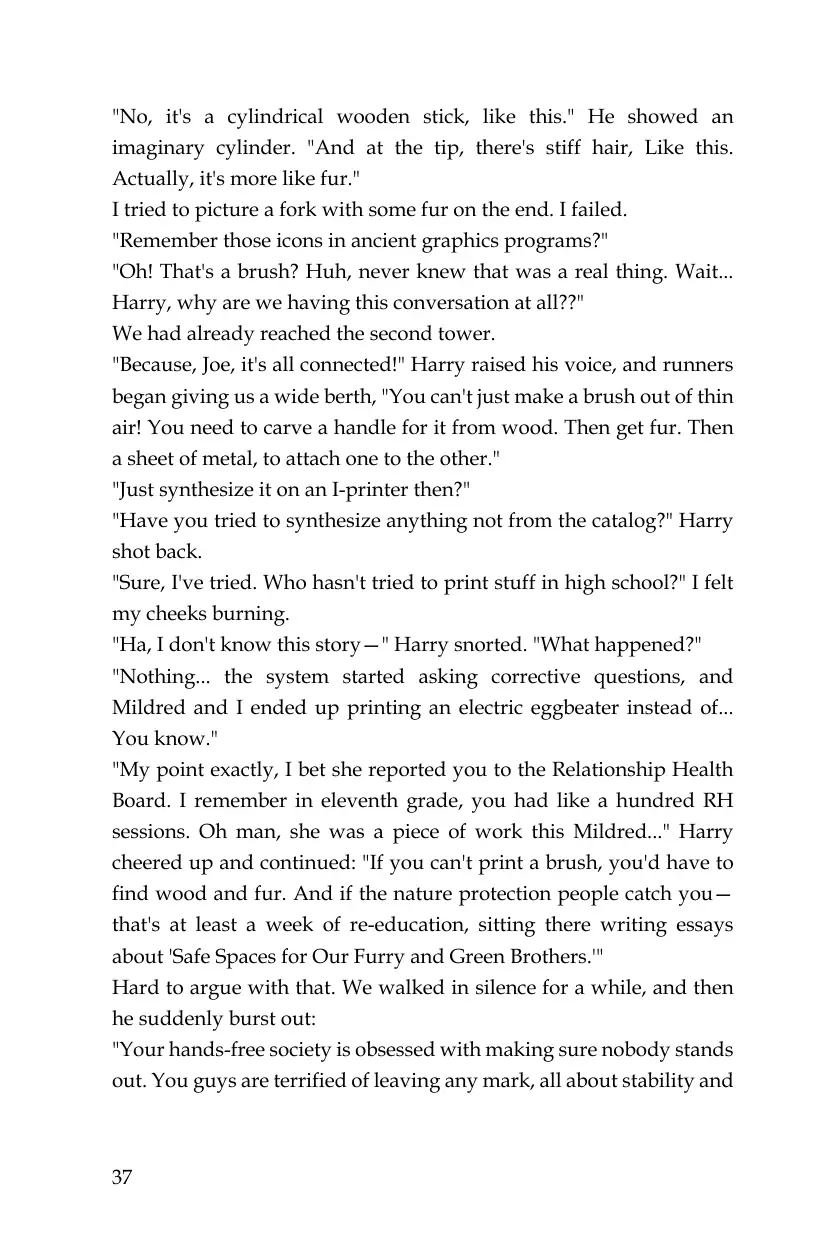 "No, it's a cylindrical wooden stick, like this." He showed an
imaginary cylinder. "And at the tip, there's stiff hair, Like this.
Actually, it's more like fur."
I tried to picture a fork with some fur on the end. I failed.
"Remember those icons in ancient graphics programs?"
"Oh! That's a brush? Huh, never knew that was a real thing. Wait...
Harry, why are we having this conversation at all??"
We had already reached the second tower.
"Because, Joe, it's all connected!" Harry raised his voice, and runners
began giving us a wide berth, "You can't just make a brush out of thin
air! You need to carve a handle for it from wood. Then get fur. Then
a sheet of metal, to attach one to the other."
"Just synthesize it on an I-printer then?"
"Have you tried to synthesize anything not from the catalog?" Harry
shot back.
"Sure, I've tried. Who hasn't tried to print stuff in high school?" I felt
my cheeks burning.
"Ha, I don't know this story—" Harry snorted. "What happened?"
"Nothing... the system started asking corrective questions, and
Mildred and I ended up printing an electric eggbeater instead of...
You know."
"My point exactly, I bet she reported you to the Relationship Health
Board. I remember in eleventh grade, you had like a hundred RH
sessions. Oh man, she was a piece of work this Mildred..." Harry
cheered up and continued: "If you can't print a brush, you'd have to
find wood and fur. And if the nature protection people catch you—
that's at least a week of re-education, sitting there writing essays
about 'Safe Spaces for Our Furry and Green Brothers.'"
Hard to argue with that. We walked in silence for a while, and then
he suddenly burst out:
"Your hands-free society is obsessed with making sure nobody stands
out. You guys are terrified of leaving any mark, all about stability and
37